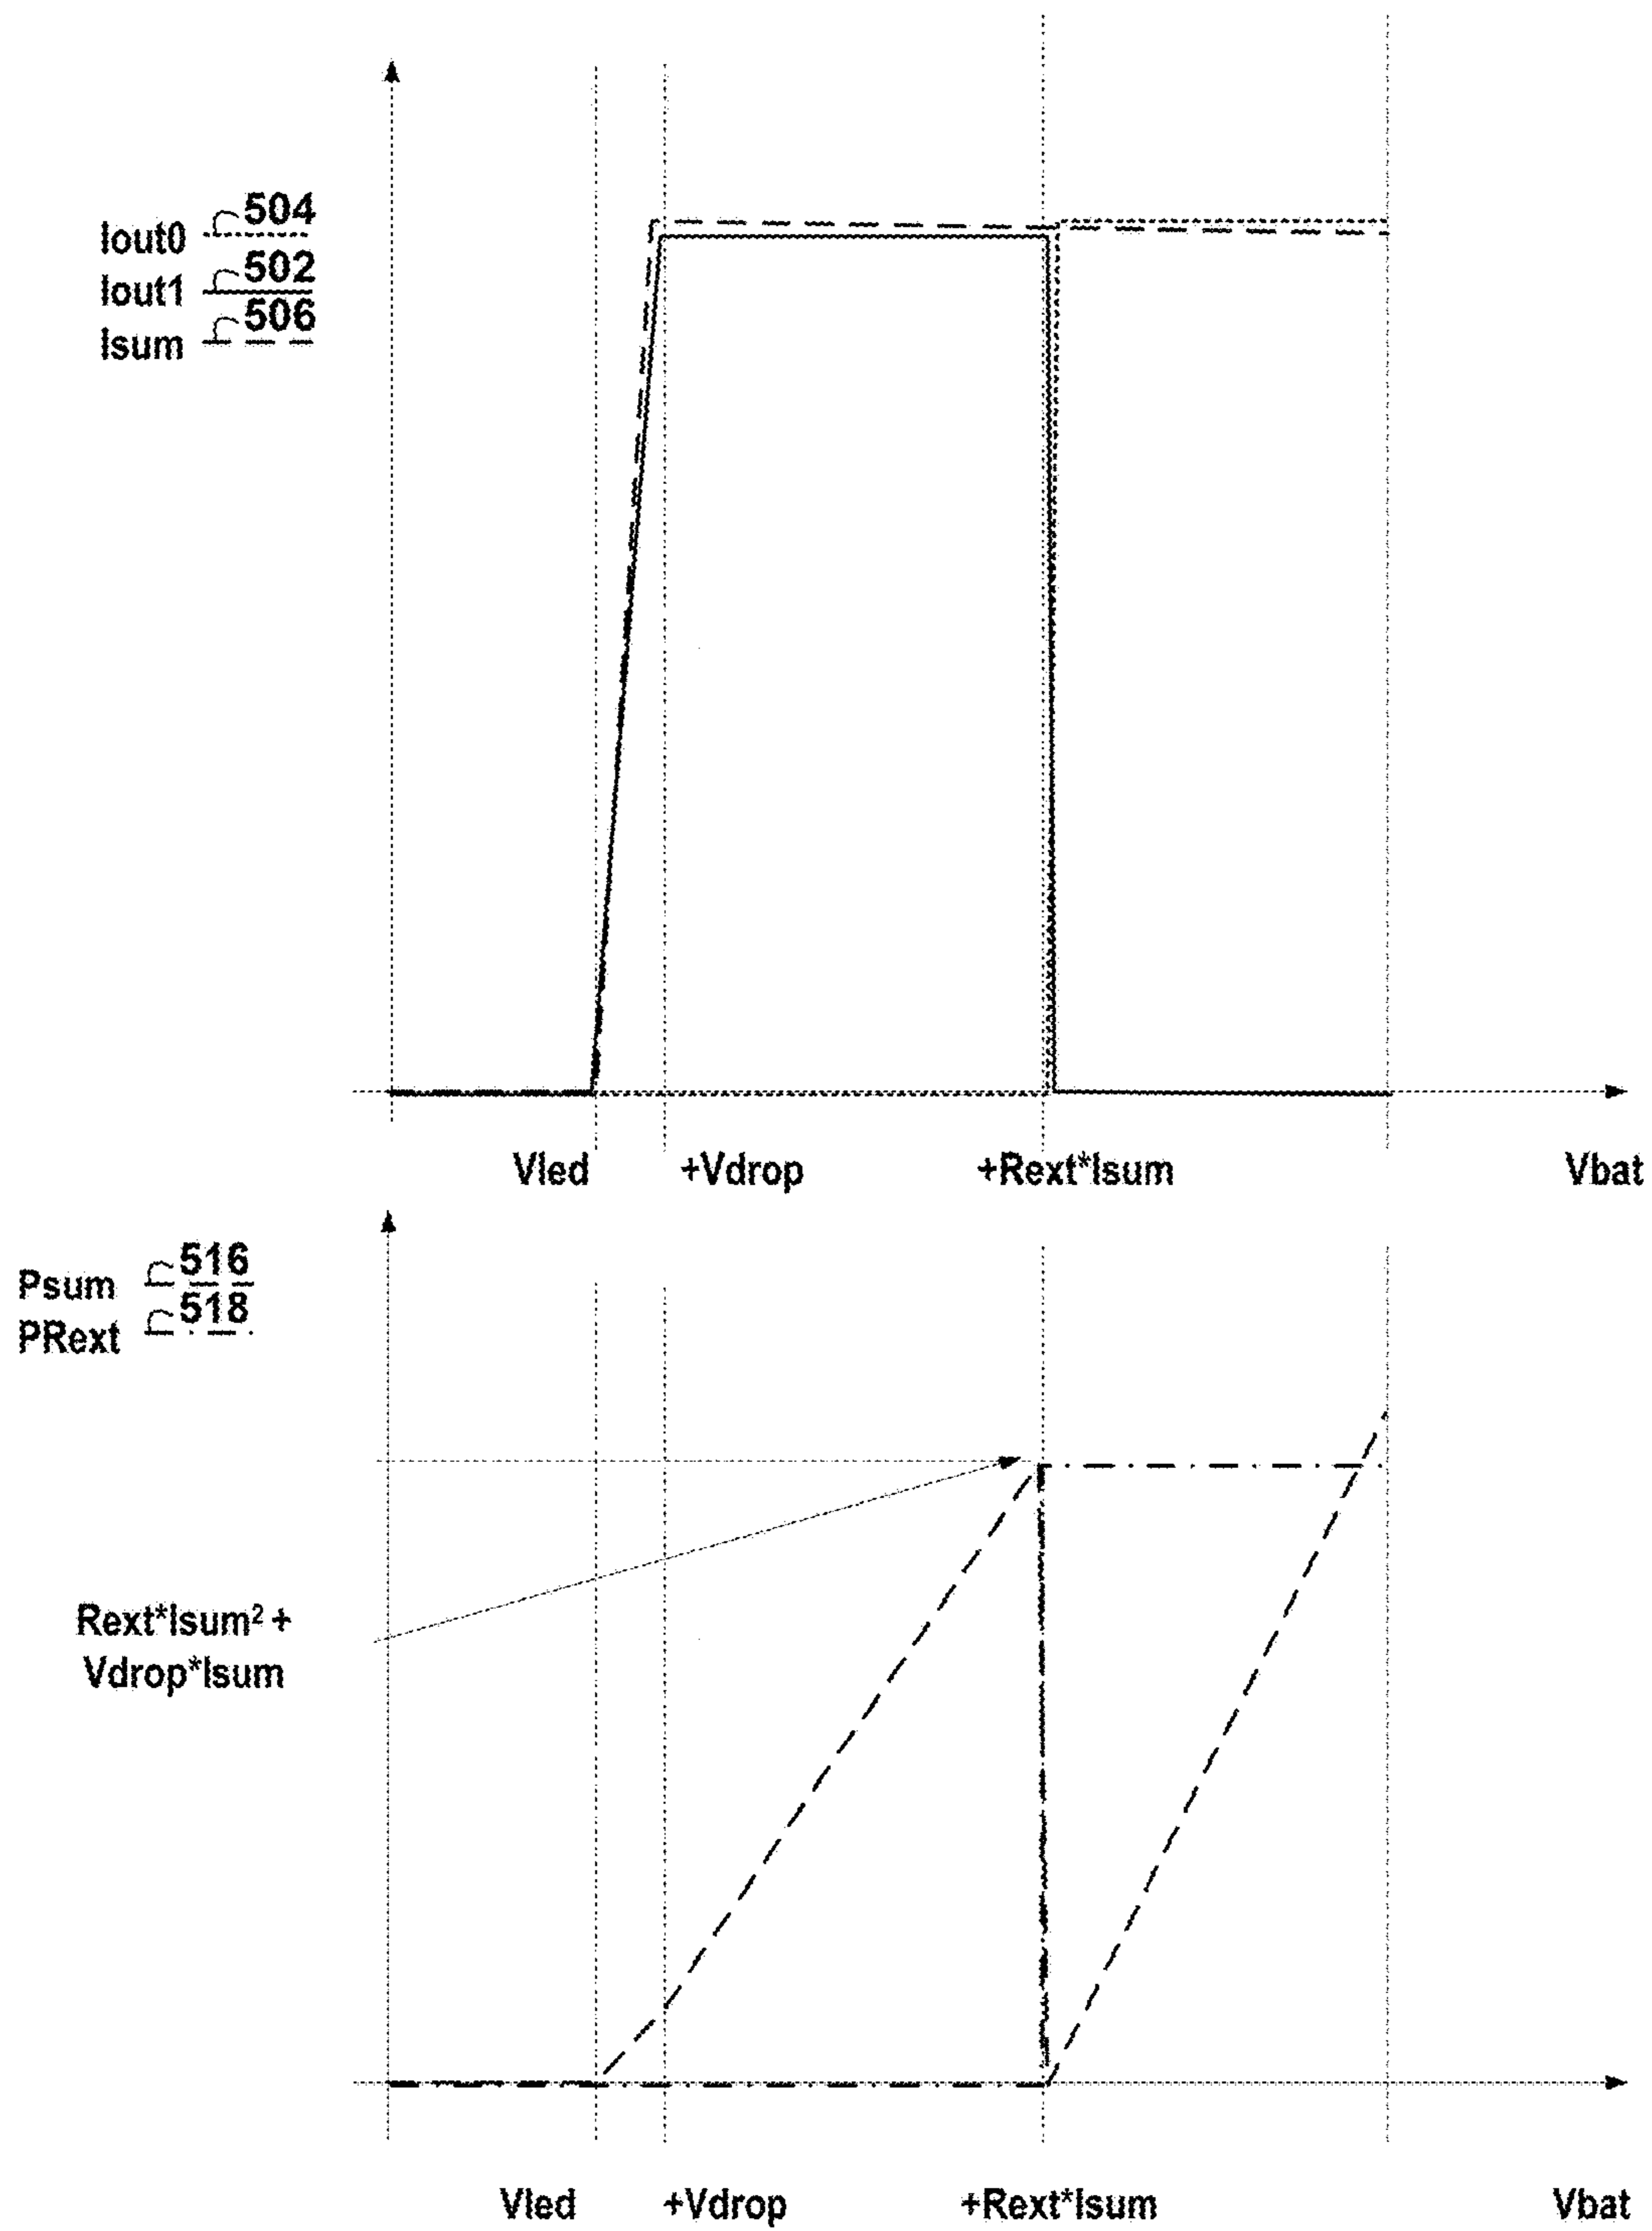 504
Iout0
502
Iout1
506
Isum
Vled +Vdrop +Rext*Isum Vbat
516
Psum
518
PRext
Rext*Isum² +
Vdrop*Isum
Vled +Vdrop +Rext*Isum Vbat